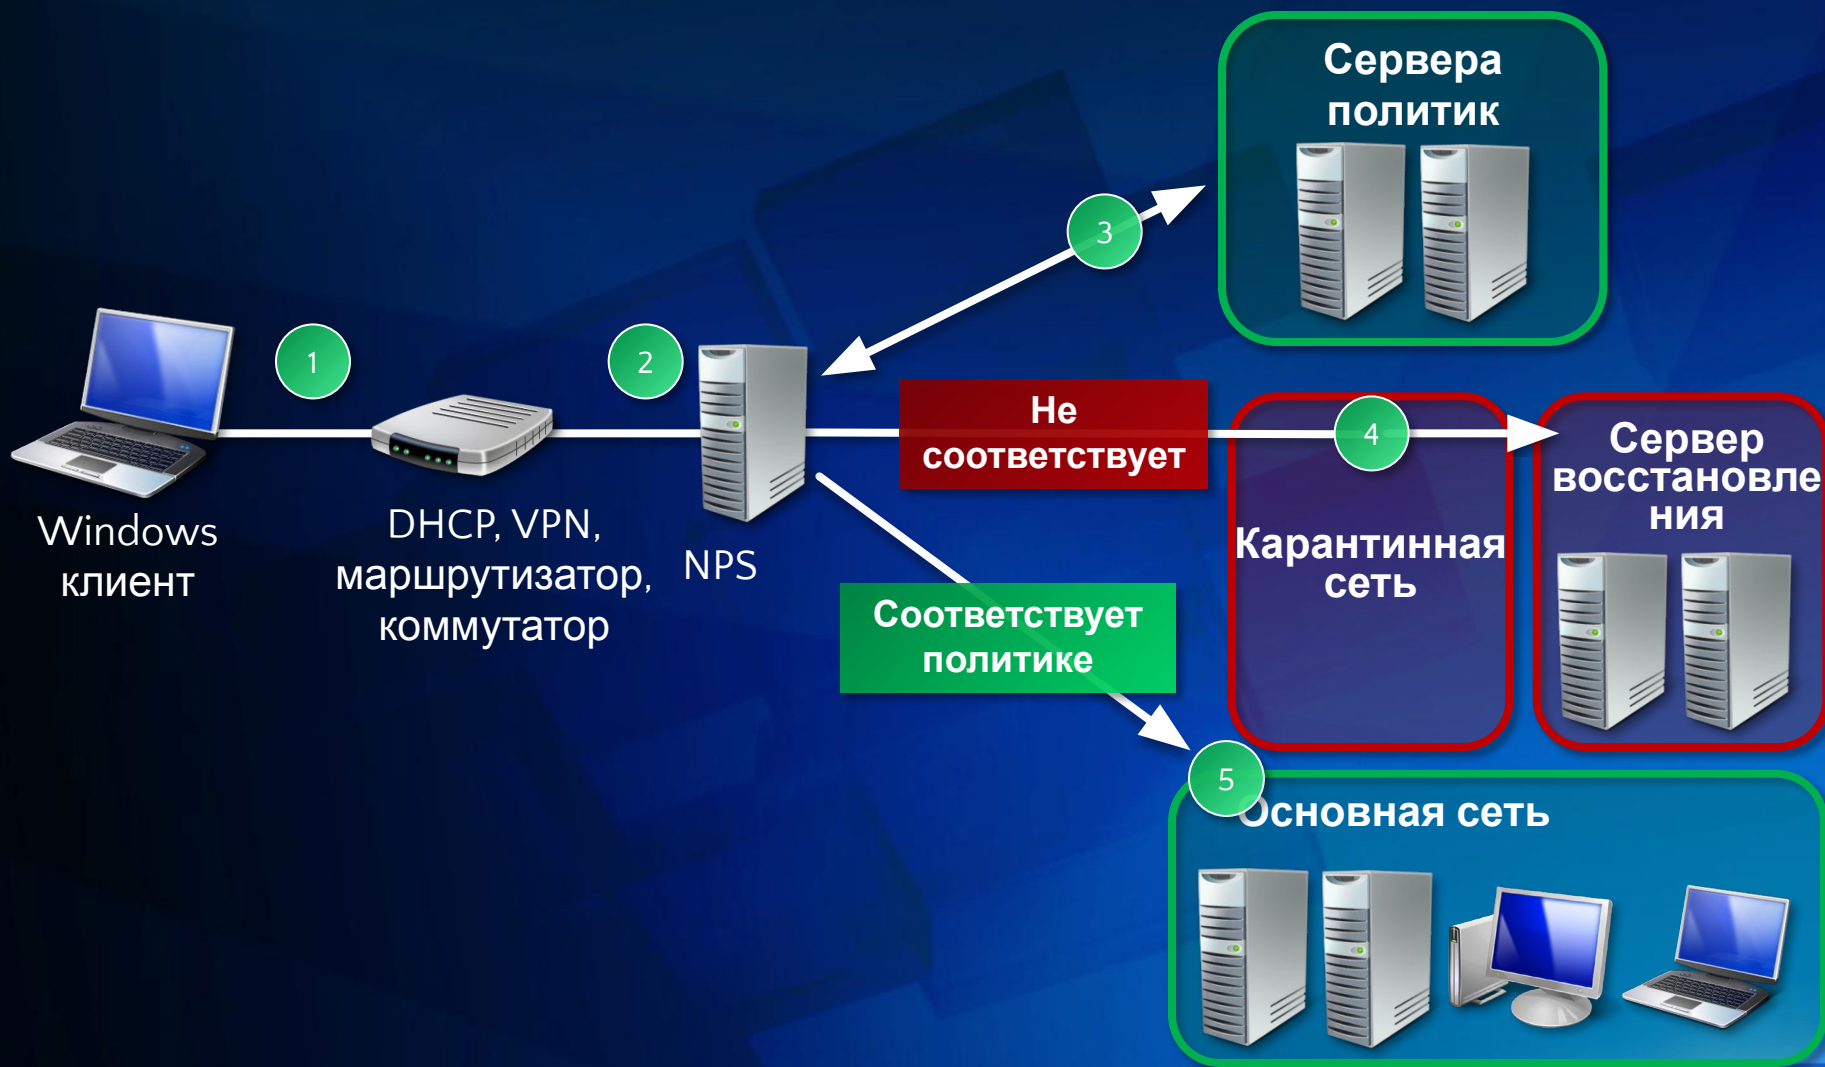 Сервера
политик
3
1
2
Не
соответствует
4
Сервер
восстановле
ния
Карантинная
сеть
Windows
клиент
DHCP, VPN,
маршрутизатор,
коммутатор
NPS
Соответствует
политике
5
Основная сеть